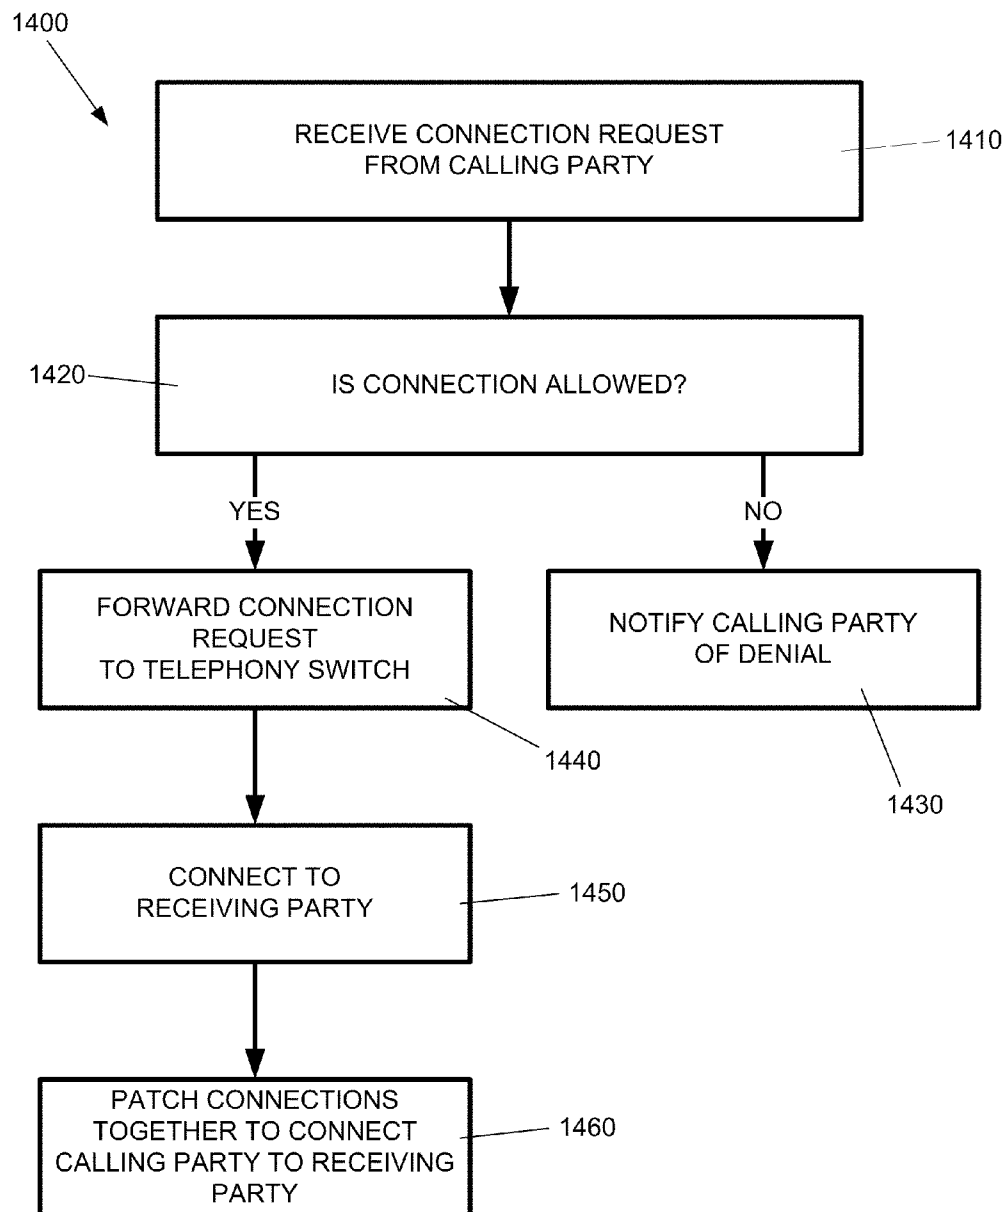 1400
RECEIVE CONNECTION REQUEST
FROM CALLING PARTY
1410
1420
IS CONNECTION ALLOWED?
YES
NO
FORWARD CONNECTION
REQUEST
TO TELEPHONY SWITCH
1440
NOTIFY CALLING PARTY
OF DENIAL
1430
CONNECT TO
RECEIVING PARTY
1450
PATCH CONNECTIONS
TOGETHER TO CONNECT
CALLING PARTY TO RECEIVING
PARTY
1460